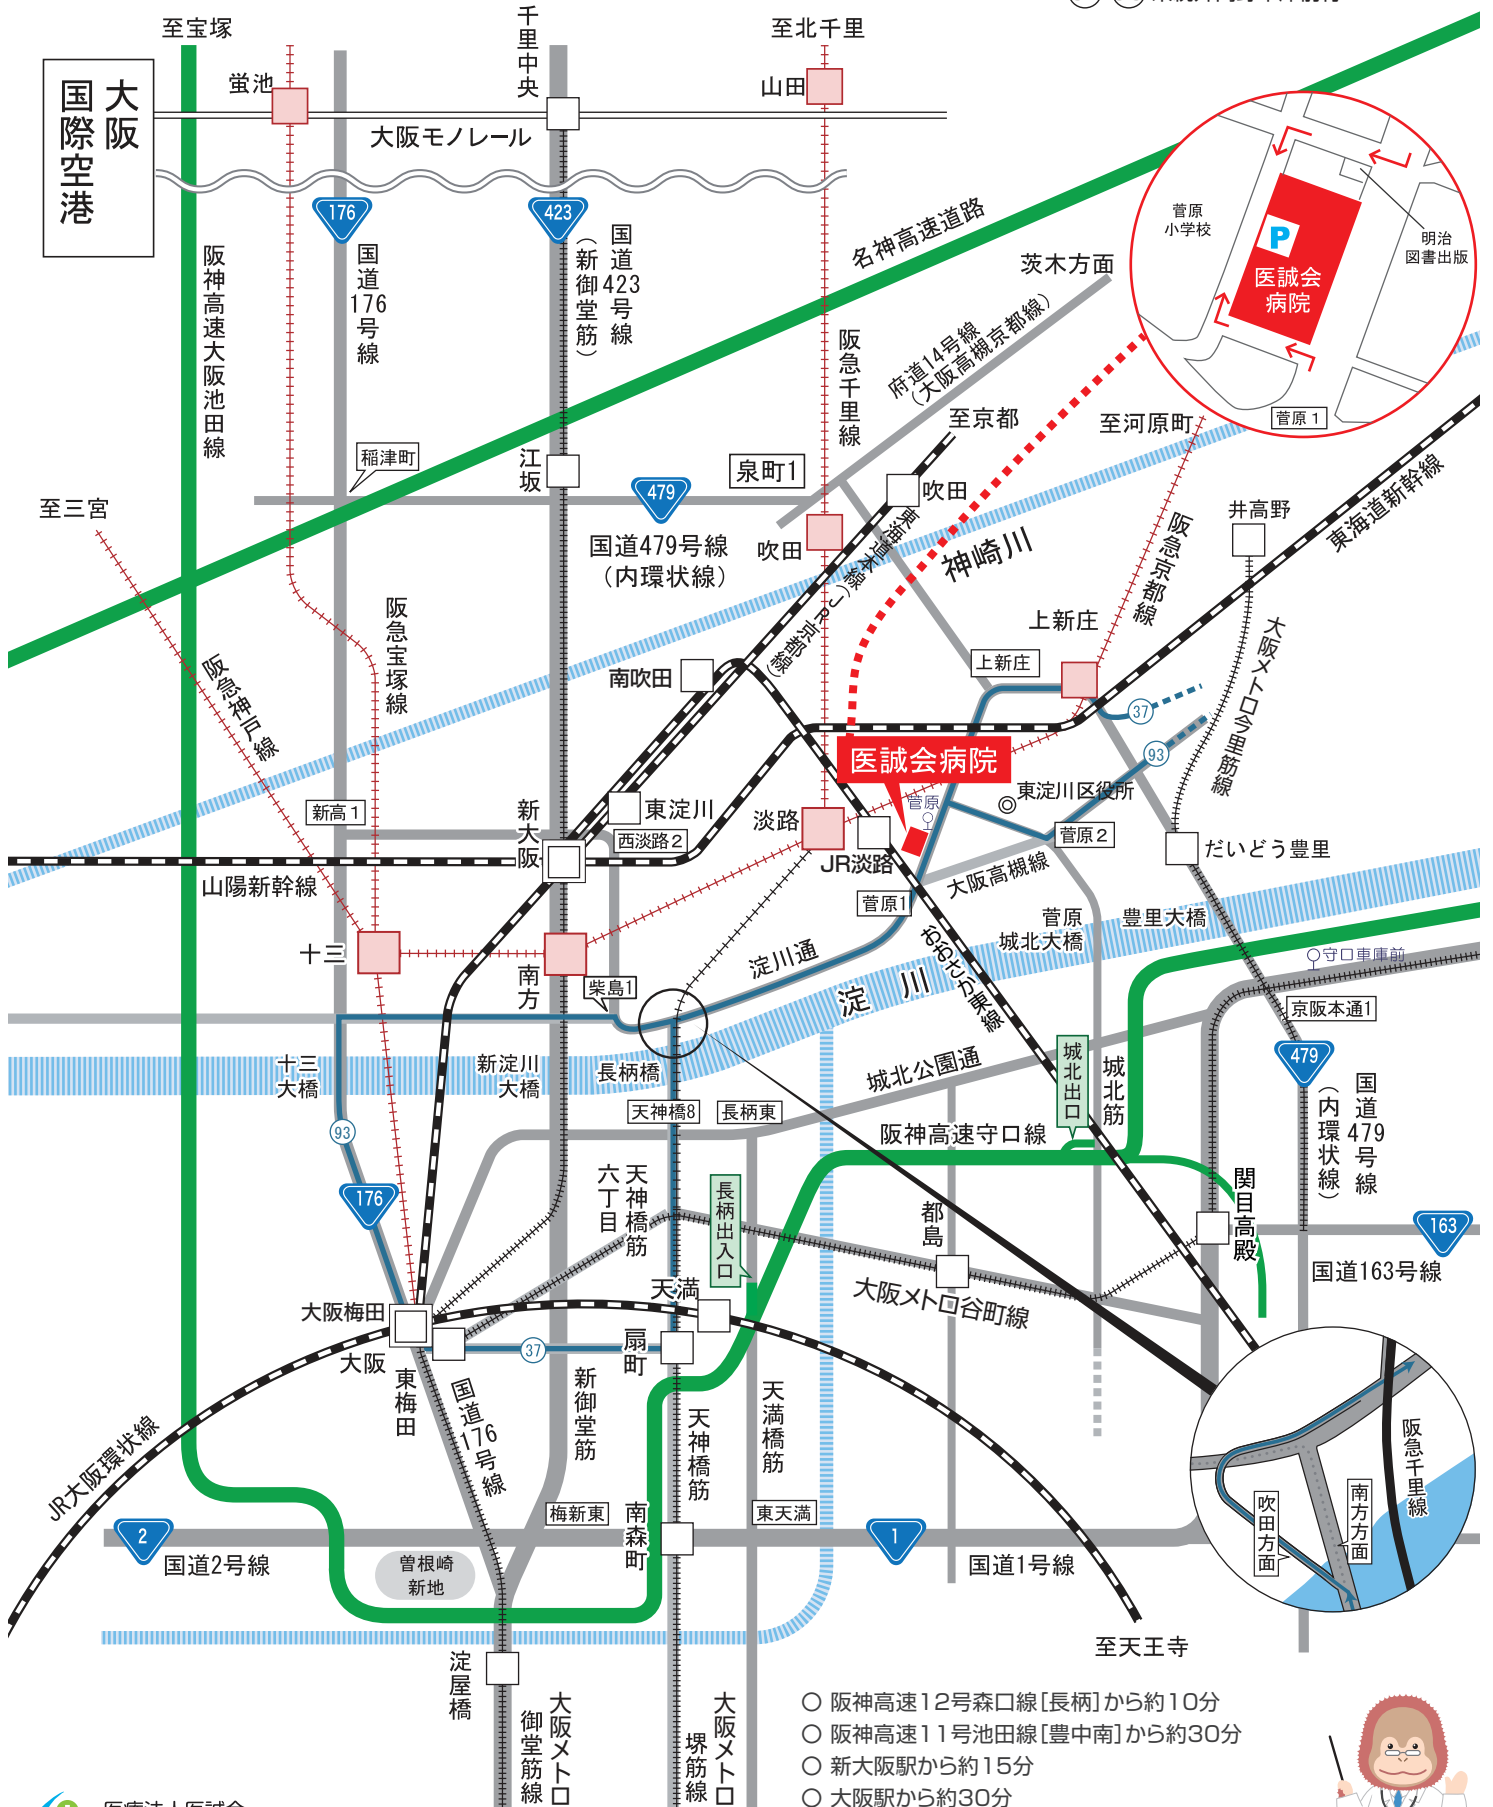 至宝塚
千里中央
至北千里
大阪
国際空港
蛍池
山田
大阪モノレール
176
423
国道176号線
国道423号線
（新御堂筋）
阪神高速大阪池田線
名神高速道路
茨木方面
府道14号線
（大阪高槻京都線）
阪急千里線
菅原
小学校
P
医誠会
病院
明治
図書出版
菅原1
至京都
至河原町
稲津町
江坂
479
泉町1
吹田
吹田
国道479号線
（内環状線）
至三宮
東海道本線（JR京都線）
神崎川
阪急京都線
井高野
東海道新幹線
阪急宝塚線
阪急神戸線
南吹田
上新庄
上新庄
大阪メトロ今里筋線
37
93
医誠会病院
新高1
新大阪
東淀川
西淡路2
淡路
JR淡路
菅原
東淀川区役所
菅原2
だいどう豊里
山陽新幹線
大阪高槻線
菅原1
菅原
城北大橋
豊里大橋
十三
南方
柴島1
淀川通
おおさか東線
守口車庫前
淀川
京阪本通1
十三
大橋
新淀川
大橋
長柄橋
城北公園通
城北出口
城北筋
479
国道479号線
（内環状線）
93
天神橋8
長柄東
阪神高速守口線
176
天神橋筋
六丁目
長柄出入口
都島
関目高殿
163
国道163号線
大阪梅田
大阪
東梅田
天満
扇町
37
大阪メトロ谷町線
国道176号線
新御堂筋
天神橋筋
天満橋筋
JR大阪環状線
梅新東
南森町
東天満
2
国道2号線
曽根崎
新地
1
国道1号線
阪急千里線
吹田方面
南方方面
至天王寺
淀屋橋
大阪メトロ
御堂筋線
大阪メトロ
堺筋線
○ 阪神高速12号森口線［長柄］から約10分
○ 阪神高速11号池田線［豊中南］から約30分
○ 新大阪駅から約15分
○ 大阪駅から約30分